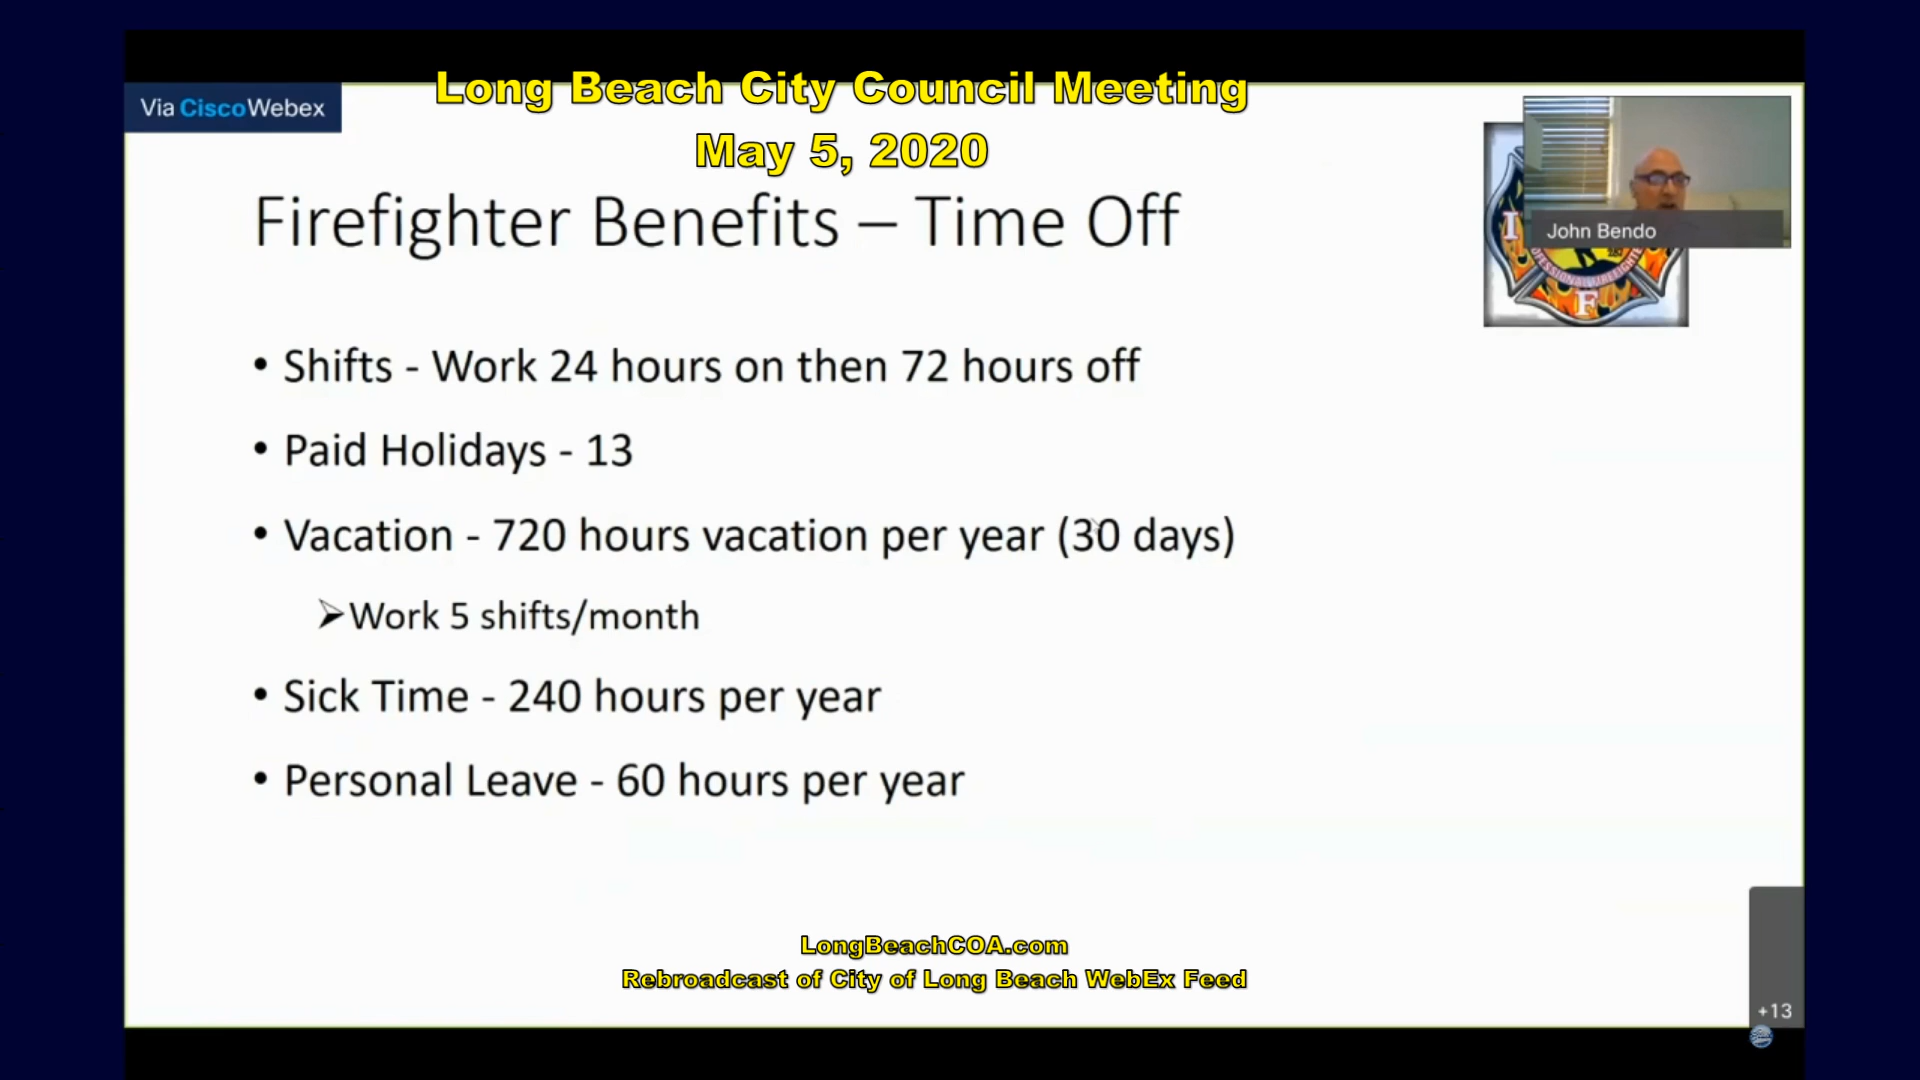 Long Beach City Council Meeting
Via Cisco Webex
May 5, 2020
Firefighter Benefits – Time Off
John Bendo
I
F
• Shifts - Work 24 hours on then 72 hours off
• Paid Holidays - 13
• Vacation - 720 hours vacation per year (30 days)
➢Work 5 shifts/month
• Sick Time - 240 hours per year
• Personal Leave - 60 hours per year
LongBeachCOA.com
Rebroadcast of City of Long Beach WebEx Feed
+13